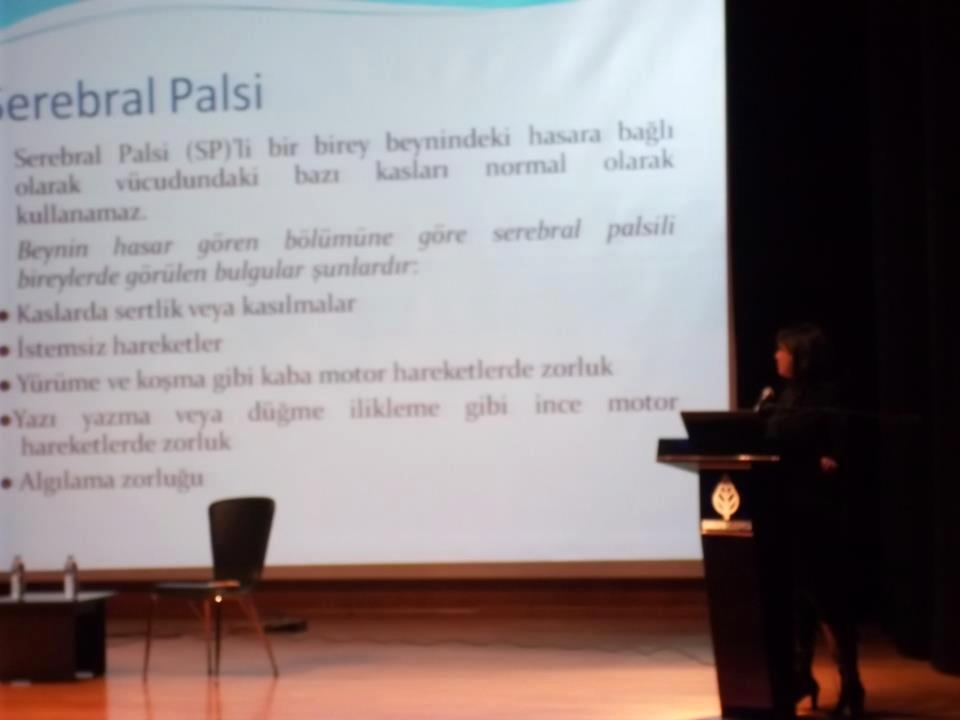 Serebral Palsi
Serebral Palsi (SP)'li bir birey beynindeki hasara bağlı
olarak vücudundaki bazı kasları normal olarak
kullanamaz.
Beynin hasar gören bölümüne göre serebral palsili
bireylerde görülen bulgular şunlardır:
• Kaslarda sertlik veya kasılmalar
• İstemsiz hareketler
• Yürüme ve koşma gibi kaba motor hareketlerde zorluk
•Yazı yazma veya düğme ilikleme gibi ince motor
hareketlerde zorluk
• Algılama zorluğu